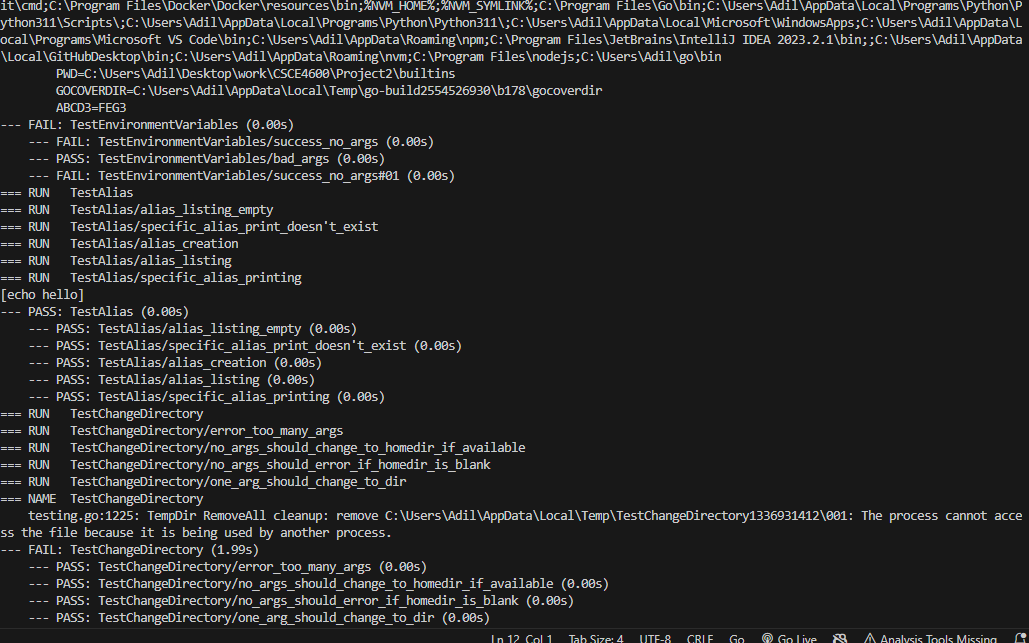 it\cmd;C:\Program Files\Docker\Docker\resources\bin;%NVM_HOME%;%NVM_SYMLINK%;C:\Program Files\Go\bin;C:\Users\Adil\AppData\Local\Programs\Python\P
ython311\Scripts\;C:\Users\Adil\AppData\Local\Programs\Python\Python311\;C:\Users\Adil\AppData\Local\Microsoft\WindowsApps;C:\Users\Adil\AppData\L
ocal\Programs\Microsoft VS Code\bin;C:\Users\Adil\AppData\Roaming\npm;C:\Program Files\JetBrains\IntelliJ IDEA 2023.2.1\bin;;C:\Users\Adil\AppData
\Local\GitHubDesktop\bin;C:\Users\Adil\AppData\Roaming\nvm;C:\Program Files\nodejs;C:\Users\Adil\go\bin
PWD=C:\Users\Adil\Desktop\work\CSCE4600\Project2\builtins
GOCOVERDIR=C:\Users\Adil\AppData\Local\Temp\go-build2554526930\b178\gocoverdir
ABCD3=FEG3
--- FAIL: TestEnvironmentVariables (0.00s)
--- FAIL: TestEnvironmentVariables/success_no_args (0.00s)
--- PASS: TestEnvironmentVariables/bad_args (0.00s)
--- FAIL: TestEnvironmentVariables/success_no_args#01 (0.00s)
=== RUN TestAlias
=== RUN TestAlias/alias_listing_empty
=== RUN TestAlias/specific_alias_print_doesn't_exist
=== RUN TestAlias/alias_creation
=== RUN TestAlias/alias_listing
=== RUN TestAlias/specific_alias_printing
[echo hello]
--- PASS: TestAlias (0.00s)
--- PASS: TestAlias/alias_listing_empty (0.00s)
--- PASS: TestAlias/specific_alias_print_doesn't_exist (0.00s)
--- PASS: TestAlias/alias_creation (0.00s)
--- PASS: TestAlias/alias_listing (0.00s)
--- PASS: TestAlias/specific_alias_printing (0.00s)
=== RUN TestChangeDirectory
=== RUN TestChangeDirectory/error_too_many_args
=== RUN TestChangeDirectory/no_args_should_change_to_homedir_if_available
=== RUN TestChangeDirectory/no_args_should_error_if_homedir_is_blank
=== RUN TestChangeDirectory/one_arg_should_change_to_dir
=== NAME TestChangeDirectory
testing.go:1225: TempDir RemoveAll cleanup: remove C:\Users\Adil\AppData\Local\Temp\TestChangeDirectory1336931412\001: The process cannot acce
ss the file because it is being used by another process.
--- FAIL: TestChangeDirectory (1.99s)
--- PASS: TestChangeDirectory/error_too_many_args (0.00s)
--- PASS: TestChangeDirectory/no_args_should_change_to_homedir_if_available (0.00s)
--- PASS: TestChangeDirectory/no_args_should_error_if_homedir_is_blank (0.00s)
--- PASS: TestChangeDirectory/one_arg_should_change_to_dir (0.00s)
Ln 12, Col 1 Tab Size: 4 UTF-8 CRLF Go Go Live Analysis Tools Missing